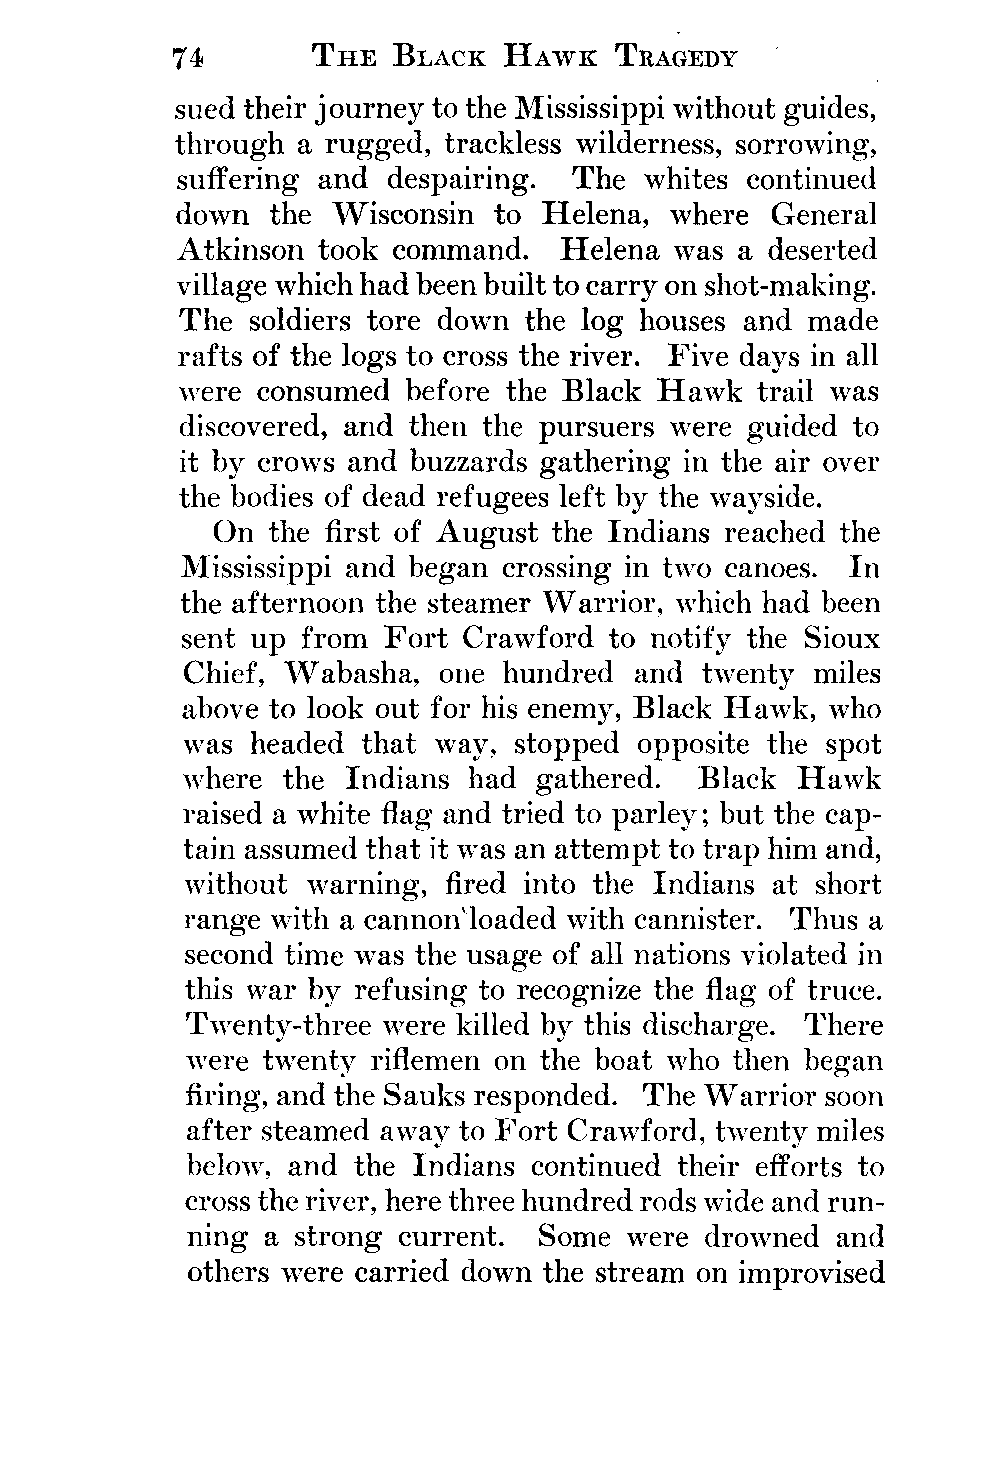 74 THE BLACK HAWK TRAGEDY
sued their journey to the Mississippi without guides,
through a rugged, trackless wilderness, sorrowing,
suffering and despairing. The whites continued
down the Wisconsin to Helena, where General
Atkinson took command. Helena was a deserted
village which had been built to carry on shot-making.
The soldiers tore down the log houses and made
rafts of the logs to cross the river. Five days in all
were consumed before the Black Hawk trail was
discovered, and then the pursuers were guided to
it by crows and buzzards gathering in the air over
the bodies of dead refugees left by the wayside.
On the first of August the Indians reached the
Mississippi and began crossing in two canoes. In
the afternoon the steamer Warrior, which had been
sent up from Fort Crawford to notify the Sioux
Chief, Wabasha, one hundred and twenty miles
above to look out for his enemy, Black Hawk, who
was headed that way, stopped opposite the spot
where the Indians had gathered. Black Hawk
raised a white flag and tried to parley; but the cap-
tain assumed that it was an attempt to trap him and,
without warning, fired into the Indians at short
range with a cannon loaded with cannister. Thus a
second time was the usage of all nations violated in
this war by refusing to recognize the flag of truce.
Twenty-three were killed by this discharge. There
were twenty riflemen on the boat who then began
firing, and the Sauks responded. The Warrior soon
after steamed away to Fort Crawford, twenty miles
below, and the Indians continued their efforts to
cross the river, here three hundred rods wide and run-
ning a strong current. Some were drowned and
others were carried down the stream on improvised